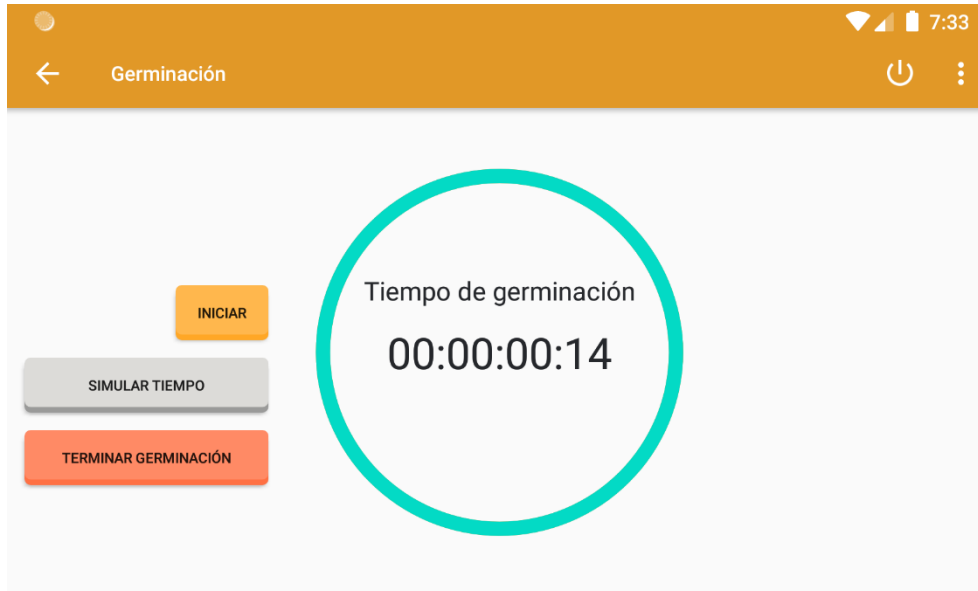 7:33
Germinación
INICIAR
SIMULAR TIEMPO
TERMINAR GERMINACIÓN
Tiempo de germinación
00:00:00:14